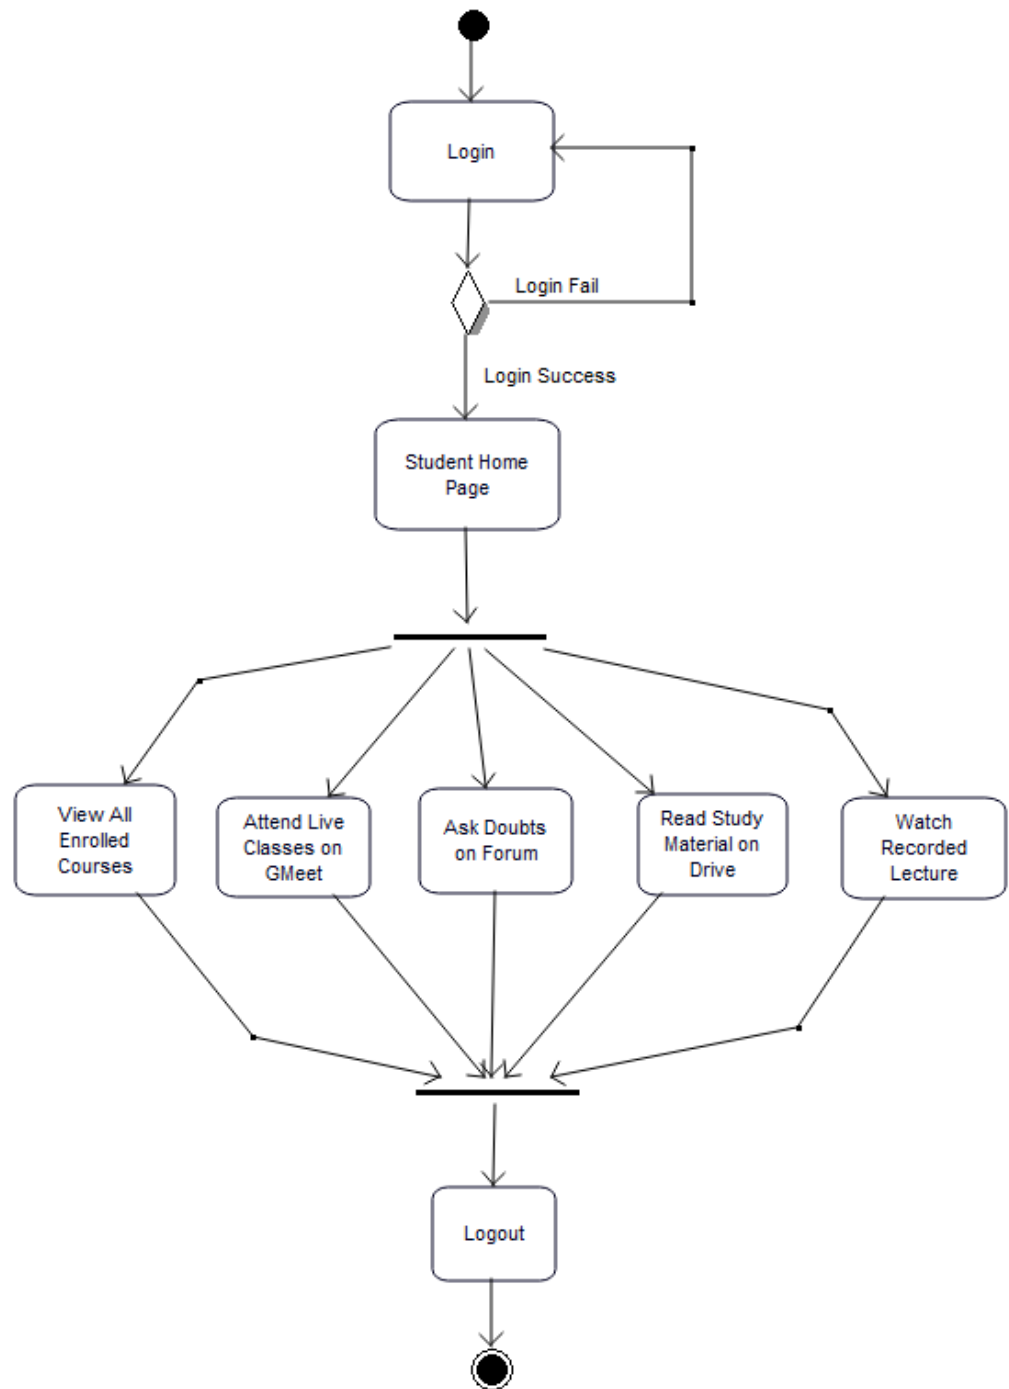 Login
Login Fail
Login Success
Student Home
Page
View All
Enrolled
Courses
Attend Live
Classes on
GMeet
Ask Doubts
on Forum
Read Study
Material on
Drive
Watch
Recorded
Lecture
Logout